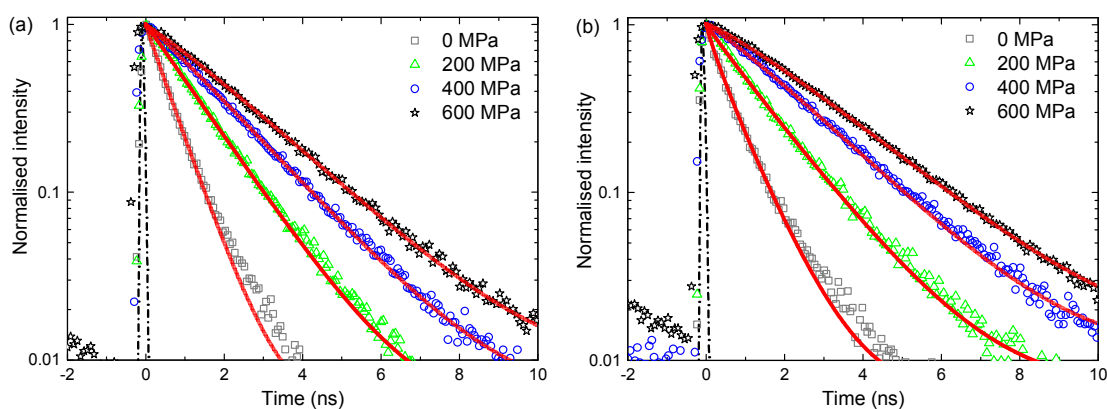 (a)
Normalised intensity
1
0.1
0.01
0 MPa
200 MPa
400 MPa
600 MPa
-2 0 2 4 6 8 10
Time (ns)
(b)
Normalised intensity
1
0.1
0.01
0 MPa
200 MPa
400 MPa
600 MPa
-2 0 2 4 6 8 10
Time (ns)